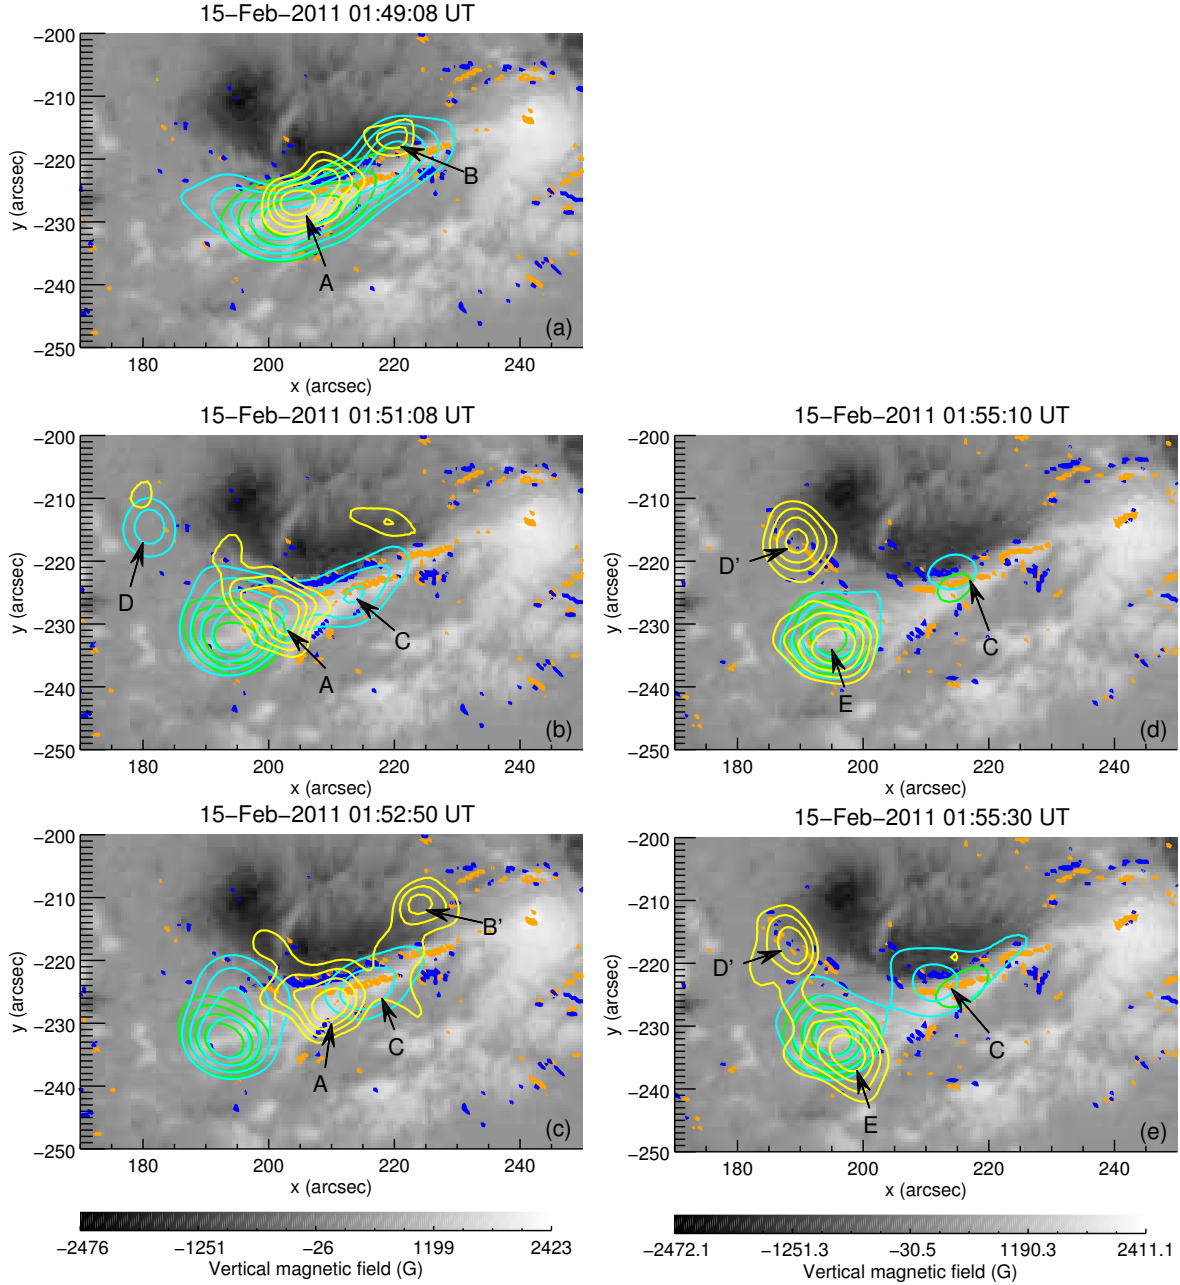 15-Feb-2011 01:49:08 UT
-200
-210
-220
-230
-240
-250
y (arcsec)
B
A
(a)
180 200 220 240
x (arcsec)
15-Feb-2011 01:51:08 UT
-200
-210
-220
-230
-240
-250
y (arcsec)
D
C
A
(b)
180 200 220 240
x (arcsec)
15-Feb-2011 01:55:10 UT
-200
-210
-220
-230
-240
-250
y (arcsec)
D'
C
E
(d)
180 200 220 240
x (arcsec)
15-Feb-2011 01:52:50 UT
-200
-210
-220
-230
-240
-250
y (arcsec)
B'
C
A
(c)
180 200 220 240
x (arcsec)
15-Feb-2011 01:55:30 UT
-200
-210
-220
-230
-240
-250
y (arcsec)
D'
C
E
(e)
180 200 220 240
x (arcsec)
-2476 -1251 -26 1199 2423
Vertical magnetic field (G)
-2472.1 -1251.3 -30.5 1190.3 2411.1
Vertical magnetic field (G)